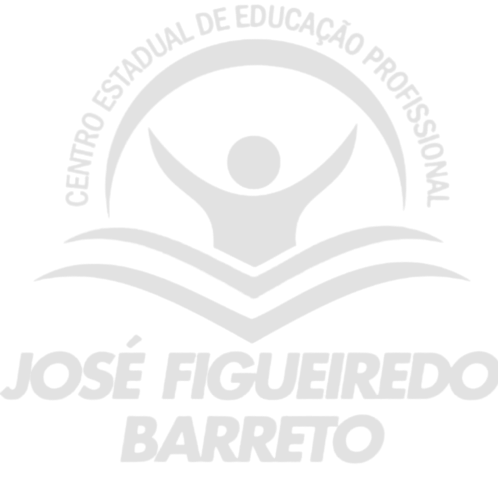 CENTRO ESTADUAL DE EDUCAÇÃO PROFISSIONAL
JOSÉ FIGUEIREDO
BARRETO